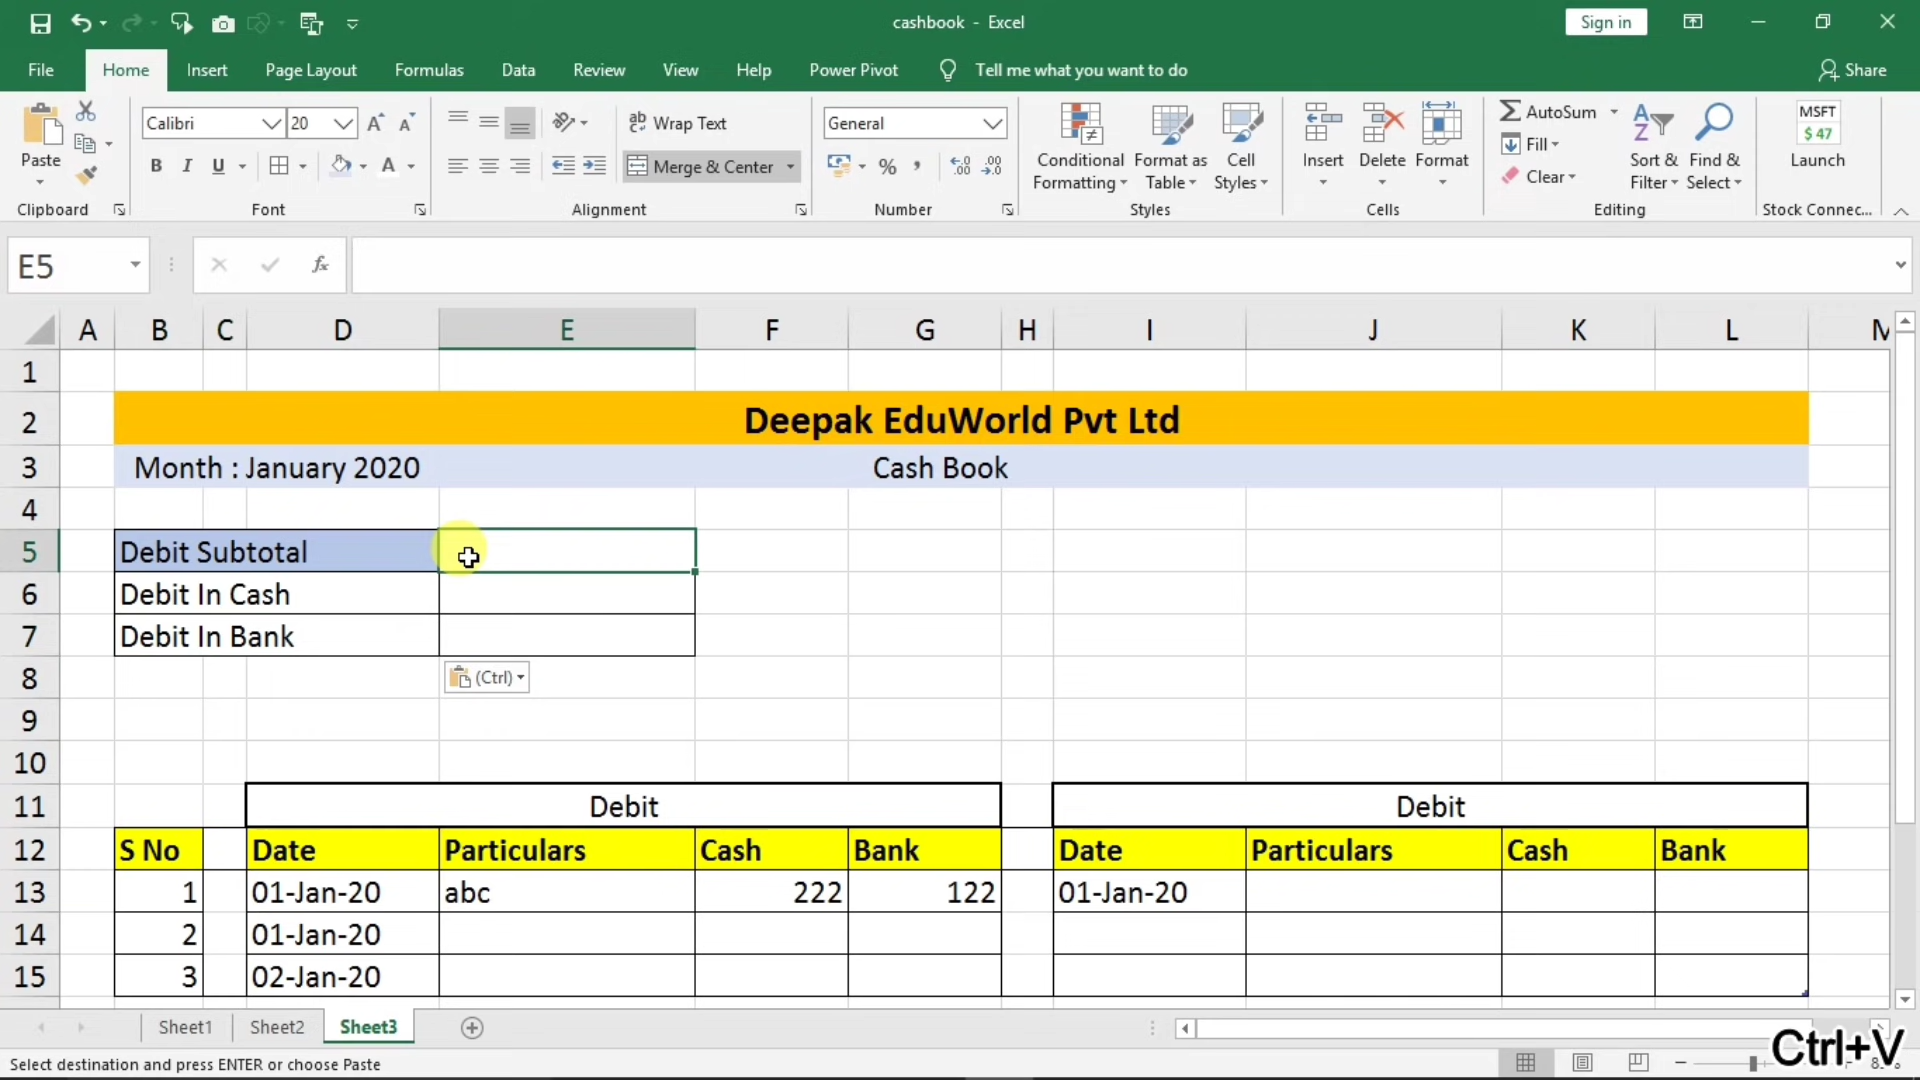 cashbook - Excel
Sign in
File Home Insert Page Layout Formulas Data Review View Help Power Pivot Tell me what you want to do Share
Paste
Clipboard
Calibri 20
B I U A
Font
Wrap Text
Merge & Center
Alignment
General
% ,
Number
Conditional Formatting
Format as Table
Cell Styles
Styles
Insert Delete Format
Cells
AutoSum
Fill
Clear
Sort & Filter
Find & Select
Editing
MSFT
$ 47
Launch
Stock Connec...
E5 fx
A B C D E F G H I J K L M
1
2 Deepak EduWorld Pvt Ltd
3 Month : January 2020 Cash Book
4
5 Debit Subtotal
6 Debit In Cash
7 Debit In Bank
8 (Ctrl)
9
10
11 Debit Debit
12 S No Date Particulars Cash Bank Date Particulars Cash Bank
13 1 01-Jan-20 abc 222 122 01-Jan-20
14 2 01-Jan-20
15 3 02-Jan-20
Sheet1 Sheet2 Sheet3
Select destination and press ENTER or choose Paste
Ctrl+V